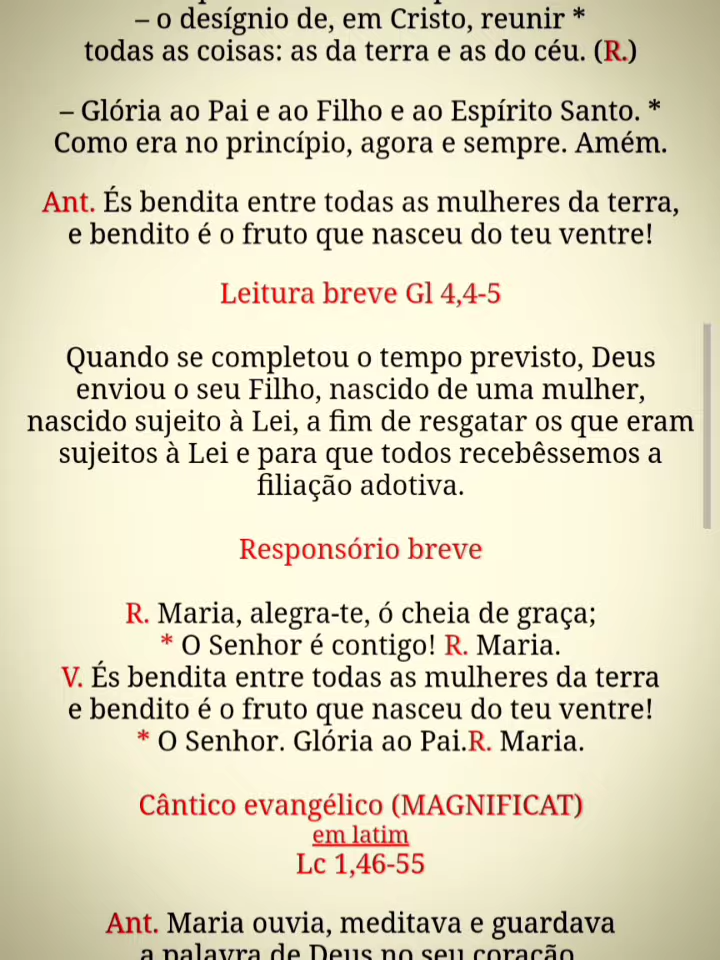 – o desígnio de, em Cristo, reunir *
todas as coisas: as da terra e as do céu. (R.)
– Glória ao Pai e ao Filho e ao Espírito Santo. *
Como era no princípio, agora e sempre. Amém.
Ant. És bendita entre todas as mulheres da terra,
e bendito é o fruto que nasceu do teu ventre!
Leitura breve Gl 4,4-5
Quando se completou o tempo previsto, Deus
enviou o seu Filho, nascido de uma mulher,
nascido sujeito à Lei, a fim de resgatar os que eram
sujeitos à Lei e para que todos recebêssemos a
filiação adotiva.
Responsório breve
R. Maria, alegra-te, ó cheia de graça;
* O Senhor é contigo! R. Maria.
V. És bendita entre todas as mulheres da terra
e bendito é o fruto que nasceu do teu ventre!
* O Senhor. Glória ao Pai.R. Maria.
Cântico evangélico (MAGNIFICAT)
em latim
Lc 1,46-55
Ant. Maria ouvia, meditava e guardava
a palavra de Deus no seu coração